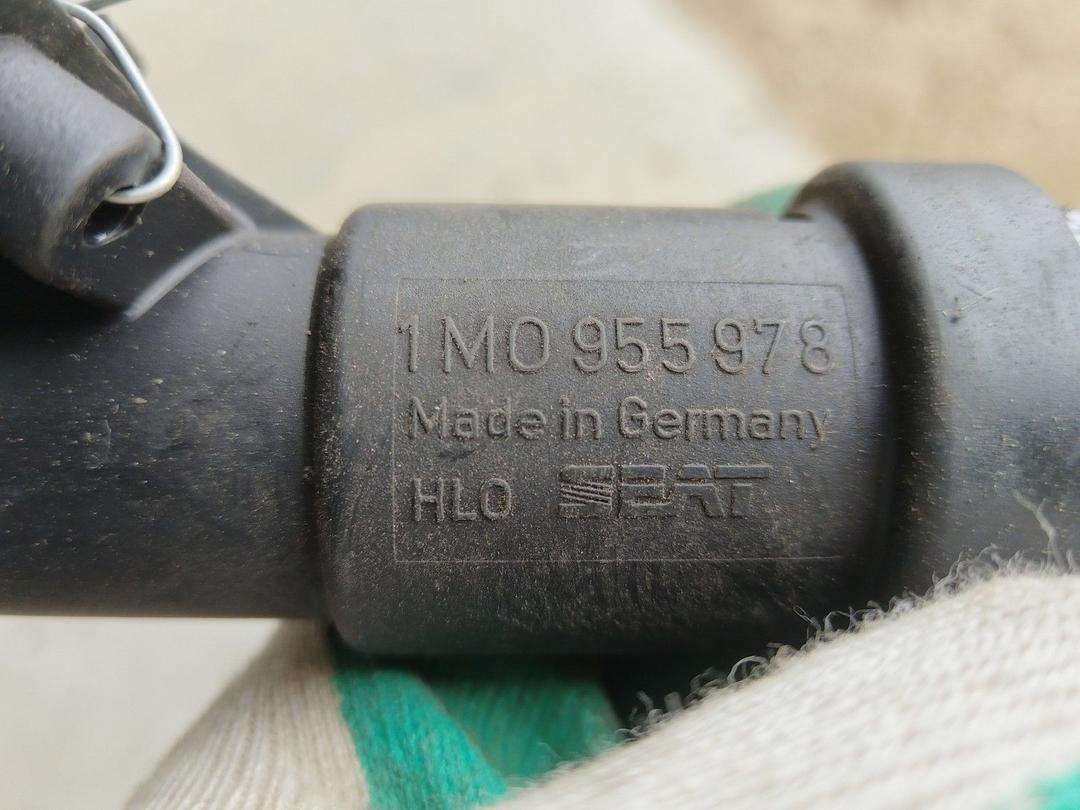 1M0 955 978
Made in Germany
HLO SEAT